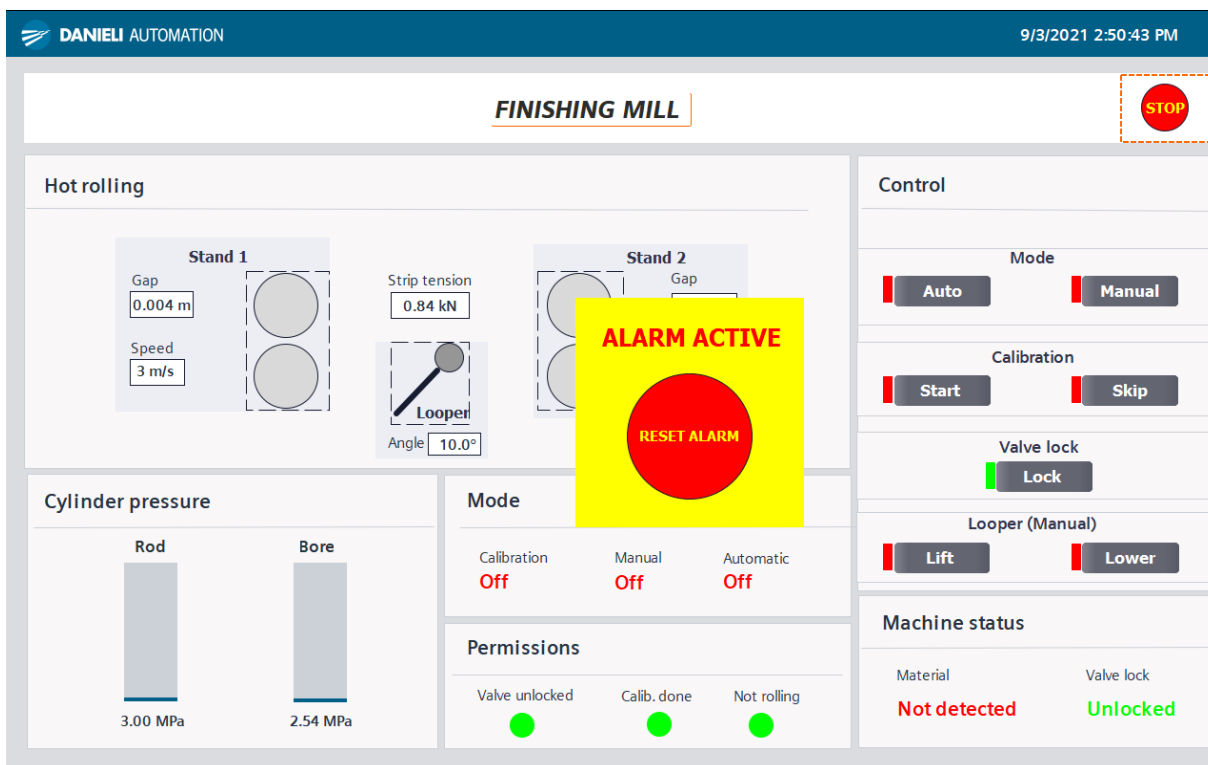 DANIELI AUTOMATION
9/3/2021 2:50:43 PM
FINISHING MILL
STOP
Hot rolling
Stand 1
Gap
0.004 m
Speed
3 m/s
Strip tension
0.84 kN
Looper
Angle 10.0°
Stand 2
Gap
ALARM ACTIVE
RESET ALARM
Control
Mode
Auto
Manual
Calibration
Start
Skip
Valve lock
Lock
Looper (Manual)
Lift
Lower
Cylinder pressure
Rod
Bore
3.00 MPa
2.54 MPa
Mode
Calibration
Manual
Automatic
Off
Off
Off
Permissions
Valve unlocked
Calib. done
Not rolling
Machine status
Material
Valve lock
Not detected
Unlocked